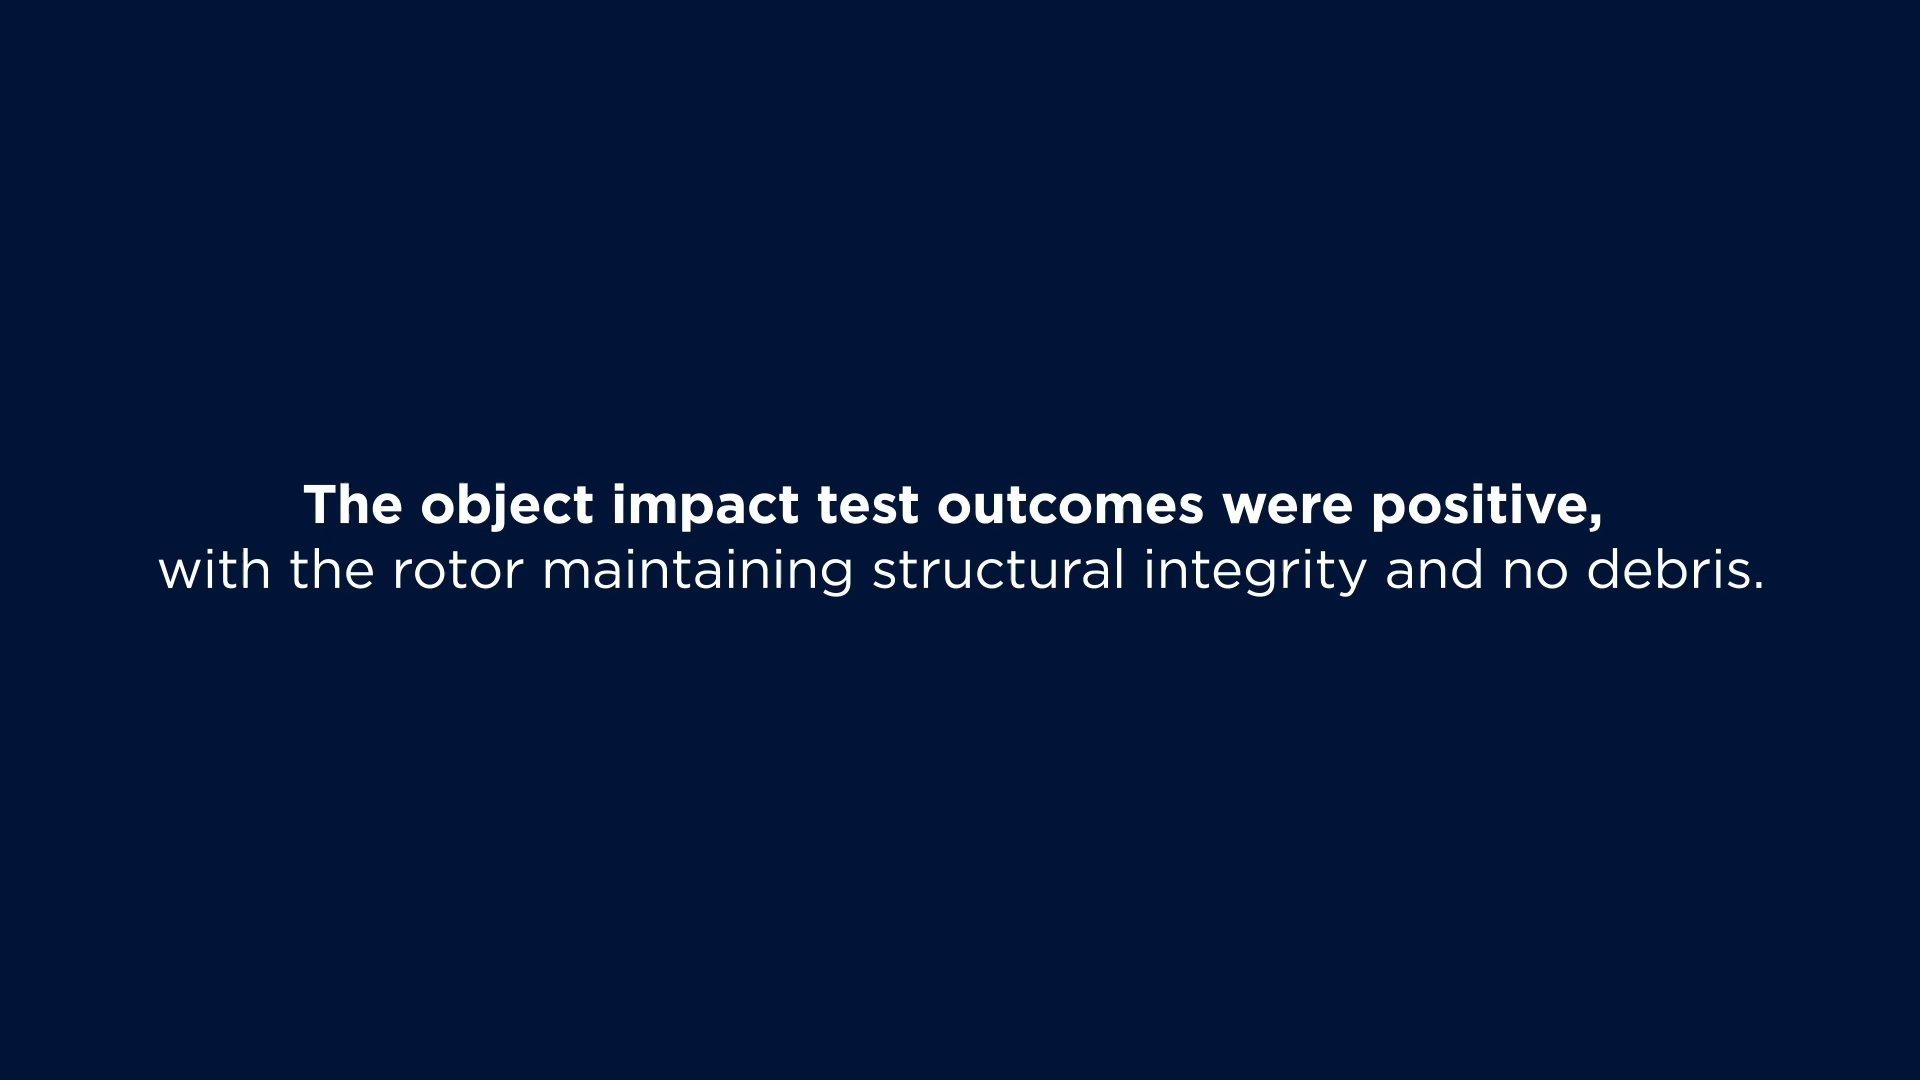 The object impact test outcomes were positive,
with the rotor maintaining structural integrity and no debris.